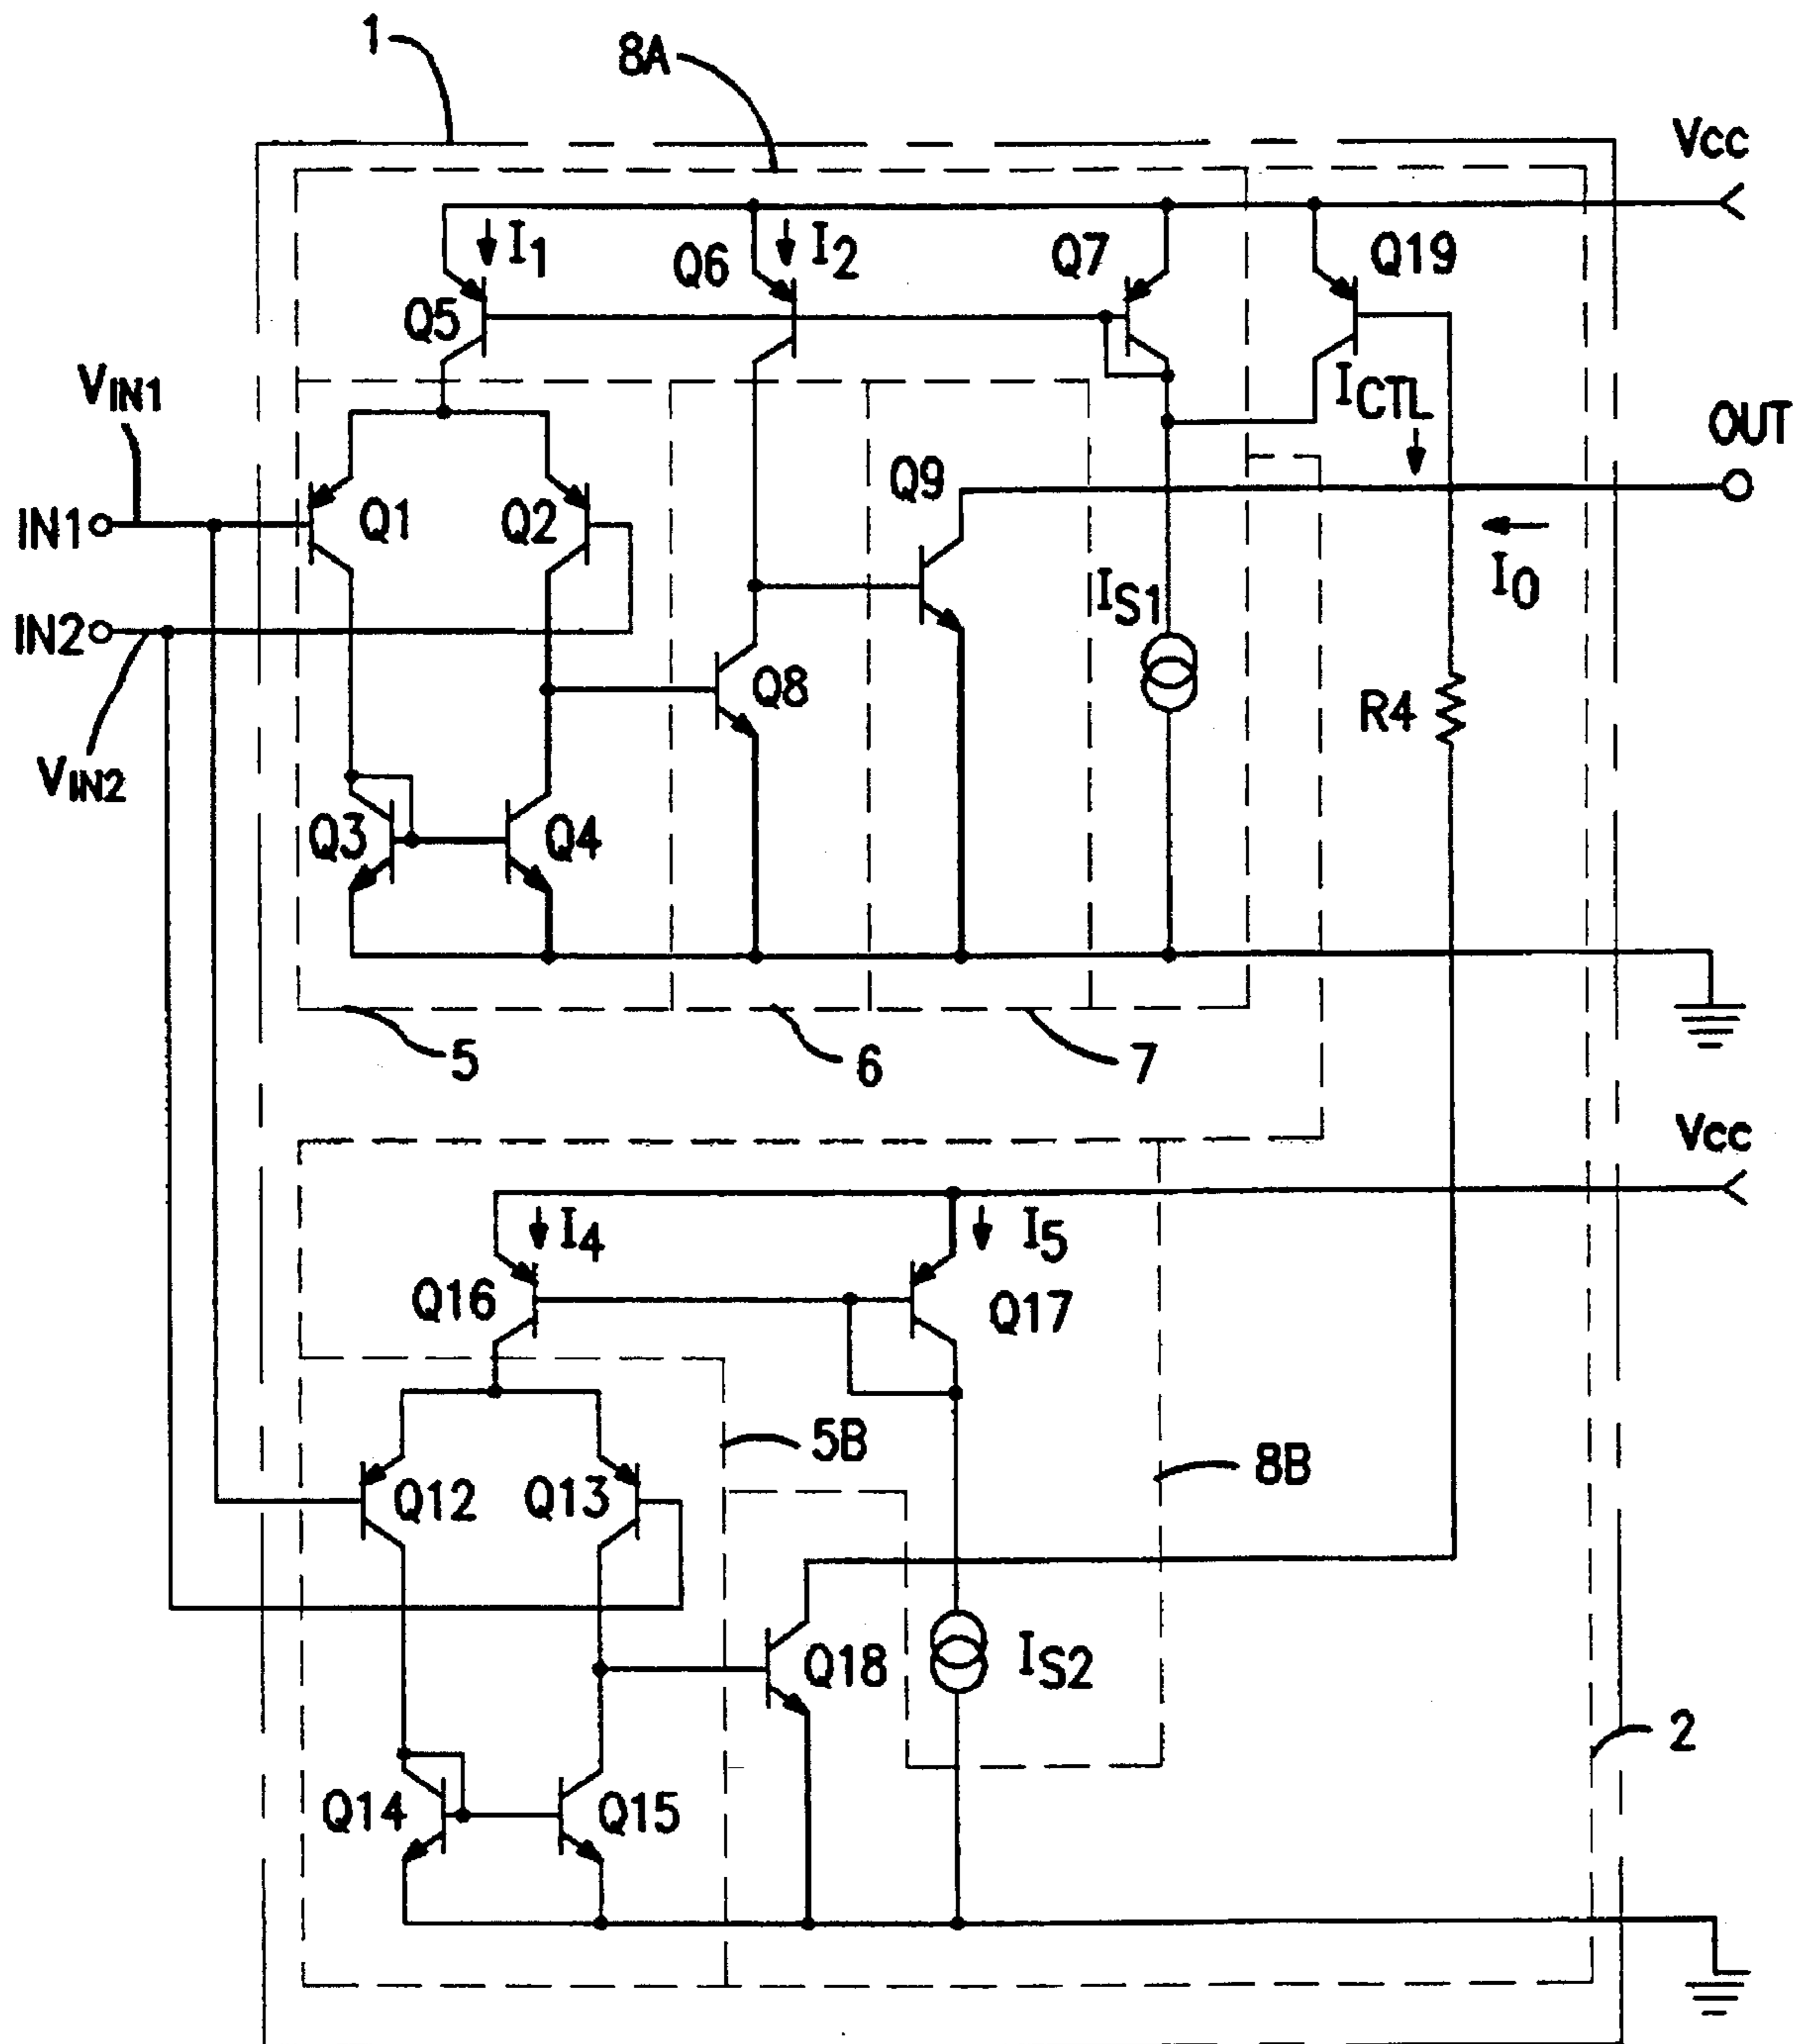 1
8A
Vcc
I1
Q6
I2
Q7
Q19
Q5
VIN1
ICTL
OUT
Q9
IN1
Q1
Q2
IS1
IO
IN2
Q8
R4
VIN2
Q3
Q4
5
6
7
Vcc
I4
I5
Q16
Q17
5B
8B
Q12
Q13
Q18
IS2
2
Q14
Q15